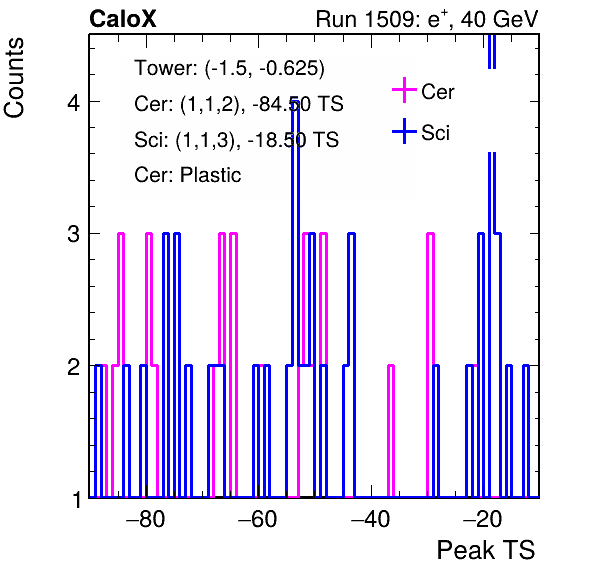 CaloX Run 1509: e⁺, 40 GeV
Counts
Tower: (-1.5, -0.625)
Cer: (1,1,2), -84.50 TS
Sci: (1,1,3), -18.50 TS
Cer: Plastic
Cer
Sci
4
3
2
1
−80 −60 −40 −20
Peak TS